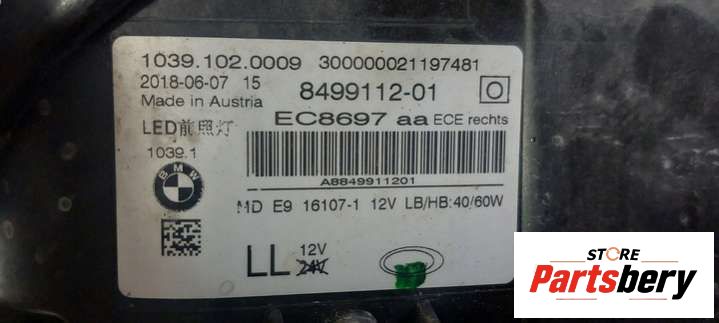 1039.102.0009 300000021197481
2018-06-07 15 8499112-01
Made in Austria
EC8697 aa ECE rechts
LED前照灯
1039.1
A8849911201
BMW
MD E9 16107-1 12V LB/HB:40/60W
LL 12V
24V
STORE
Partsbery